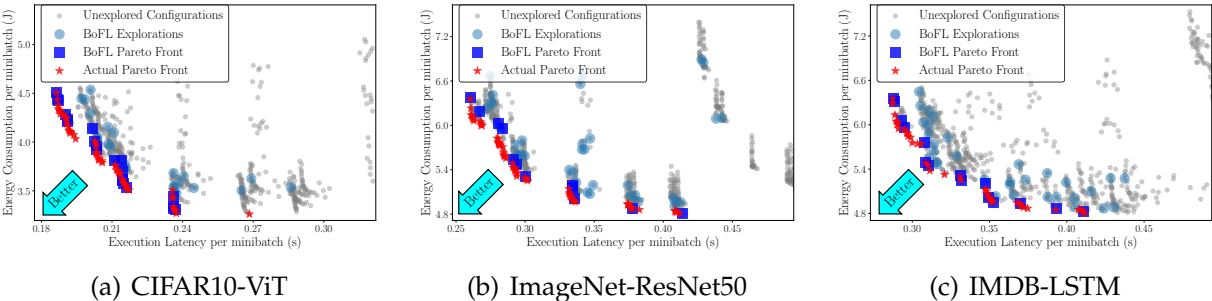 Energy Consumption per minibatch (J)
5.0
4.5
4.0
3.5
Unexplored Configurations
BoFL Explorations
BoFL Pareto Front
Actual Pareto Front
Better
0.18
0.21
0.24
0.27
0.30
Execution Latency per minibatch (s)
(a) CIFAR10-ViT
Energy Consumption per minibatch (J)
7.2
6.4
5.6
4.8
Unexplored Configurations
BoFL Explorations
BoFL Pareto Front
Actual Pareto Front
Better
0.25
0.30
0.35
0.40
0.45
Execution Latency per minibatch (s)
(b) ImageNet-ResNet50
Energy Consumption per minibatch (J)
7.2
6.6
6.0
5.4
4.8
Unexplored Configurations
BoFL Explorations
BoFL Pareto Front
Actual Pareto Front
Better
0.30
0.35
0.40
0.45
Execution Latency per minibatch (s)
(c) IMDB-LSTM